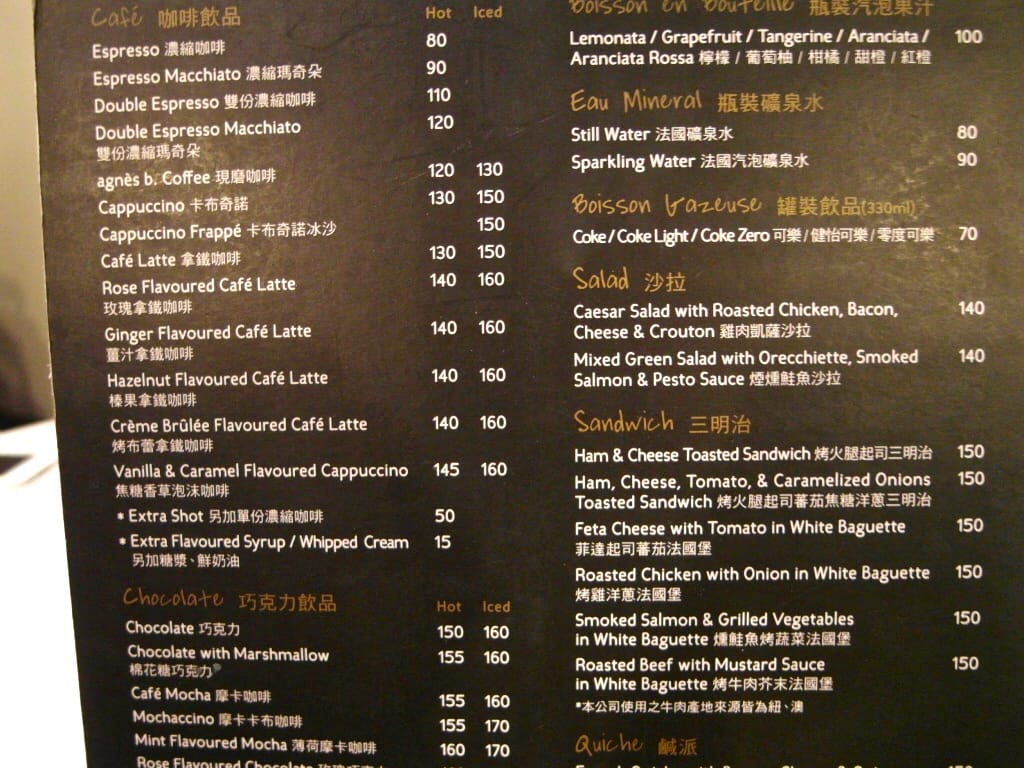 Café 咖啡飲品 Hot Iced
Espresso 濃縮咖啡 80
Espresso Macchiato 濃縮瑪奇朵 90
Double Espresso 雙份濃縮咖啡 110
Double Espresso Macchiato 120
雙份濃縮瑪奇朵
agnès b. Coffee 現磨咖啡 120 130
Cappuccino 卡布奇諾 130 150
Cappuccino Frappé 卡布奇諾冰沙 150
Café Latte 拿鐵咖啡 130 150
Rose Flavoured Café Latte 140 160
玫瑰拿鐵咖啡
Ginger Flavoured Café Latte 140 160
薑汁拿鐵咖啡
Hazelnut Flavoured Café Latte 140 160
榛果拿鐵咖啡
Crème Brûlée Flavoured Café Latte 140 160
烤布蕾拿鐵咖啡
Vanilla & Caramel Flavoured Cappuccino 145 160
焦糖香草泡沫咖啡
* Extra Shot 另加單份濃縮咖啡 50
* Extra Flavoured Syrup / Whipped Cream 15
另加糖漿、鮮奶油
Chocolate 巧克力飲品 Hot Iced
Chocolate 巧克力 150 160
Chocolate with Marshmallow 155 160
棉花糖巧克力
Café Mocha 摩卡咖啡 155 160
Mochaccino 摩卡卡布咖啡 155 170
Mint Flavoured Mocha 薄荷摩卡咖啡 160 170
Rose Flavoured Chocolate
Boisson en Bouteille 瓶裝汽泡果汁
Lemonata / Grapefruit / Tangerine / Aranciata / 100
Aranciata Rossa 檸檬 / 葡萄柚 / 柑橘 / 甜橙 / 紅橙
Eau Mineral 瓶裝礦泉水
Still Water 法國礦泉水 80
Sparkling Water 法國汽泡礦泉水 90
Boisson Gazeuse 罐裝飲品(330ml)
Coke / Coke Light / Coke Zero 可樂 / 健怡可樂 / 零度可樂 70
Salad 沙拉
Caesar Salad with Roasted Chicken, Bacon, 140
Cheese & Crouton 雞肉凱薩沙拉
Mixed Green Salad with Orecchiette, Smoked 140
Salmon & Pesto Sauce 煙燻鮭魚沙拉
Sandwich 三明治
Ham & Cheese Toasted Sandwich 烤火腿起司三明治 150
Ham, Cheese, Tomato, & Caramelized Onions 150
Toasted Sandwich 烤火腿起司蕃茄焦糖洋蔥三明治
Feta Cheese with Tomato in White Baguette 150
菲達起司蕃茄法國堡
Roasted Chicken with Onion in White Baguette 150
烤雞洋蔥法國堡
Smoked Salmon & Grilled Vegetables 150
in White Baguette 燻鮭魚烤蔬菜法國堡
Roasted Beef with Mustard Sauce 150
in White Baguette 烤牛肉芥末法國堡
*本公司使用之牛肉產地來源皆為紐、澳
Quiche 鹹派